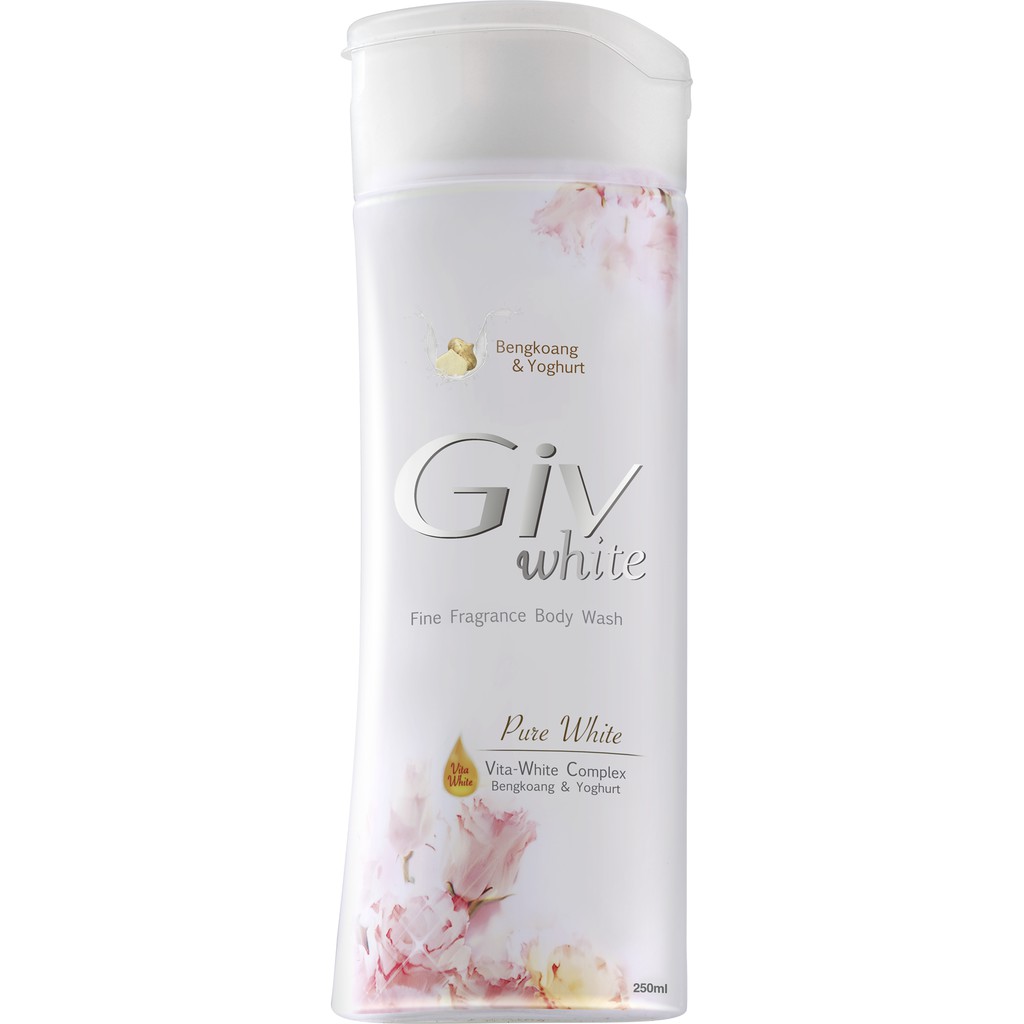 Bengkoang
& Yoghurt
Giv
white
Fine Fragrance Body Wash
Pure White
Vita
White
Vita-White Complex
Bengkoang & Yoghurt
250ml